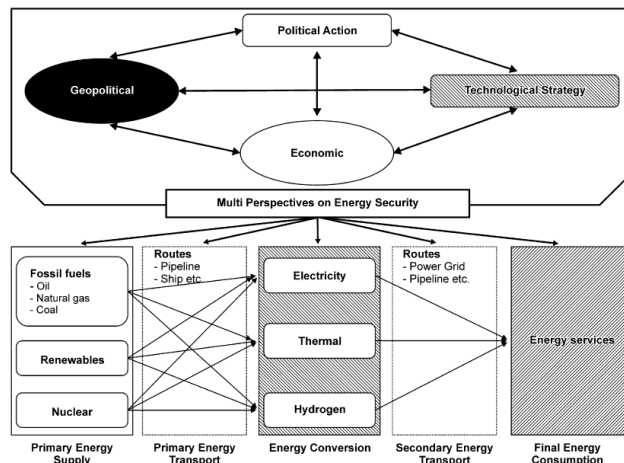 Political Action
Geopolitical
Technological Strategy
Economic
Multi Perspectives on Energy Security
Fossil fuels
- Oil
- Natural gas
- Coal
Renewables
Nuclear
Routes
- Pipeline
- Ship etc.
Electricity
Thermal
Hydrogen
Routes
- Power Grid
- Pipeline etc.
Energy services
Primary Energy
Supply
Primary Energy
Transport
Energy Conversion
Secondary Energy
Transport
Final Energy
Consumption